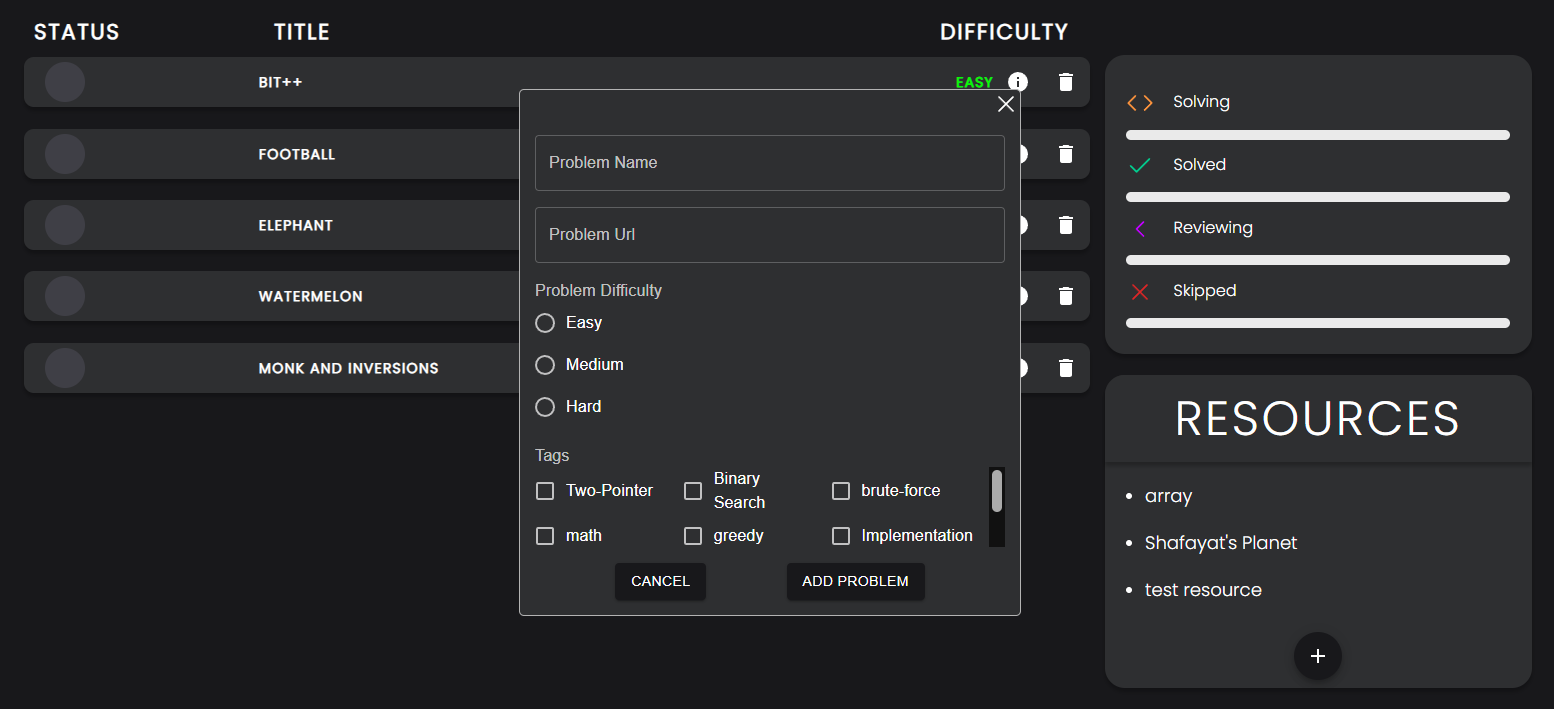 STATUS TITLE DIFFICULTY
BIT++ EASY
FOOTBALL
ELEPHANT
WATERMELON
MONK AND INVERSIONS
Problem Name
Problem Url
Problem Difficulty
Easy
Medium
Hard
Tags
Two-Pointer
Binary
Search
brute-force
math
greedy
Implementation
CANCEL
ADD PROBLEM
Solving
Solved
Reviewing
Skipped
RESOURCES
• array
• Shafayat's Planet
• test resource
+